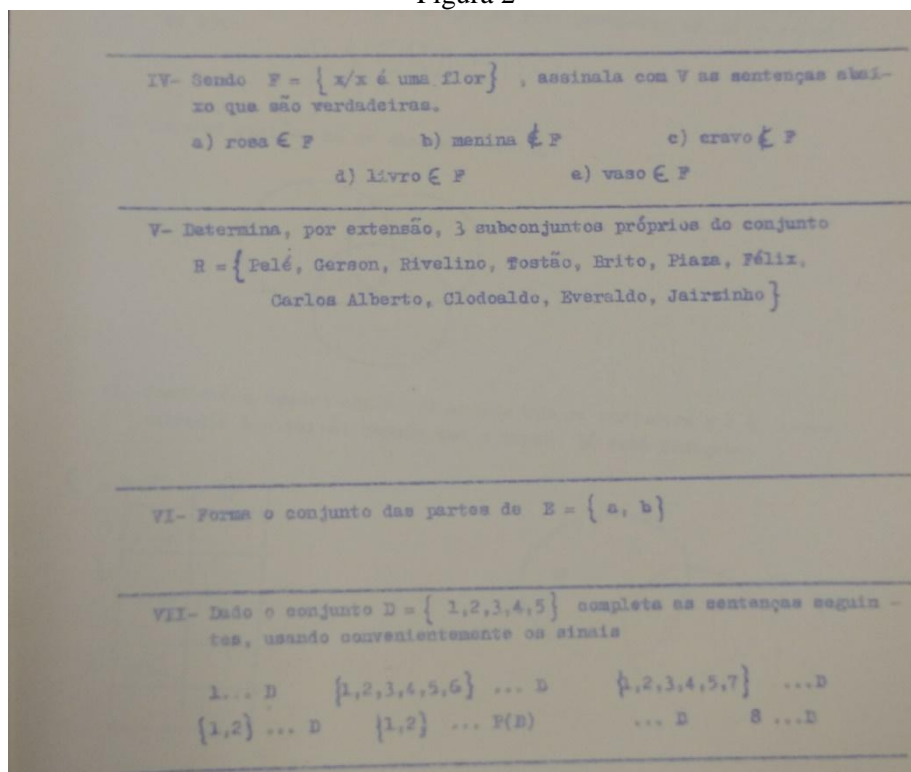 Figura 2
IV- Sendo F = { x/x é uma flor} , assinala com V as sentenças abai-
xo que são verdadeiras.
a) rosa ∈ F b) menina ∉ F c) cravo ∉ F
d) livro ∈ F e) vaso ∈ F
V- Determina, por extensão, 3 subconjuntos próprios do conjunto
R = { Pelé, Gerson, Rivelino, Tostão, Brito, Piaza, Félix,
Carlos Alberto, Clodoaldo, Everaldo, Jairzinho }
VI- Forma o conjunto das partes de E = { a, b}
VII- Dado o conjunto D = { 1,2,3,4,5} completa as sentenças seguin -
tes, usando convenientemente os sinais
1... D {1,2,3,4,5,6} ... D {1,2,3,4,5,7} ...D
{1,2} ... D {1,2} ... P(D) ... D 8 ...D